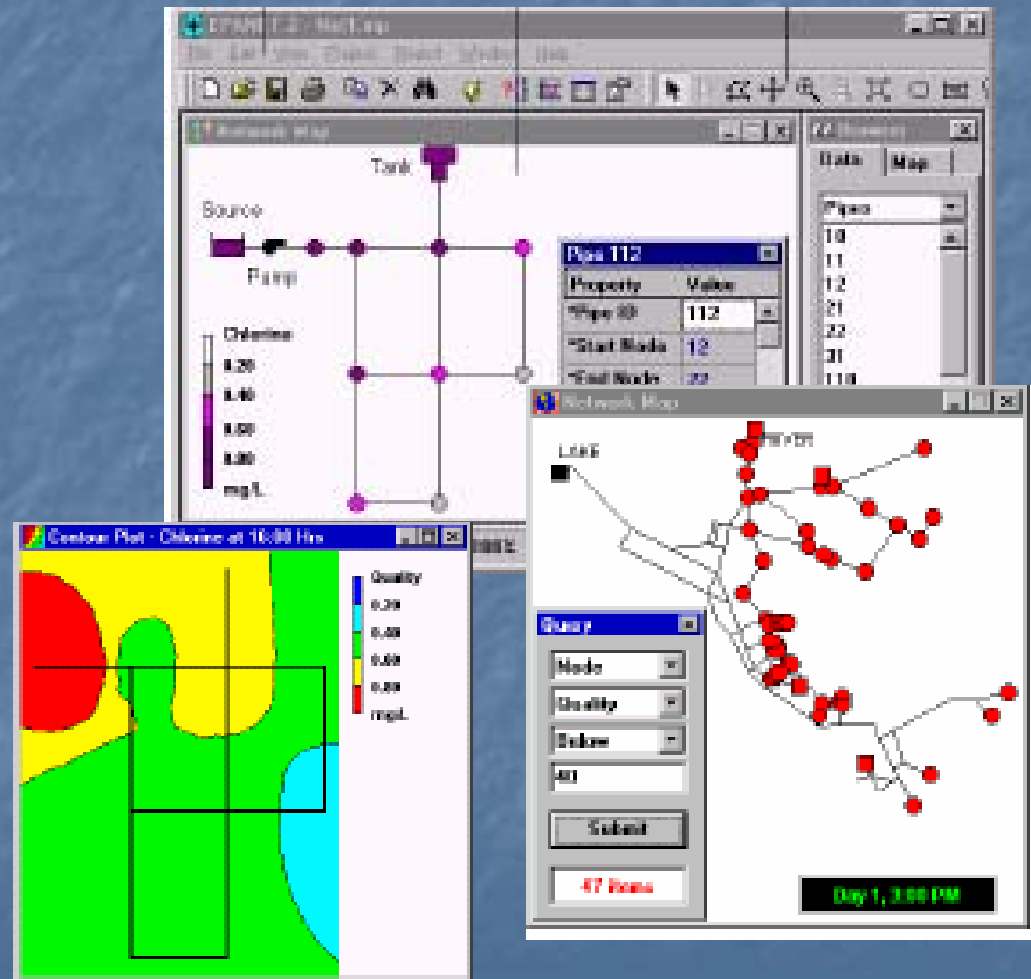 Network Map
Tank
Source
Pump
Chlorine
0.20
0.40
0.60
0.80
mg/L
Data Map
Pipes
10
11
12
21
22
31
110
Pipe 112
Property Value
*Pipe ID 112
*Start Node 12
*End Node 22
Network Map
LAKE
Query
Node
Quality
Below
40
Submit
47 items
Day 1, 3:00 PM
Contour Plot - Chlorine at 16:00 Hrs
Quality
0.20
0.40
0.60
0.80
mg/L